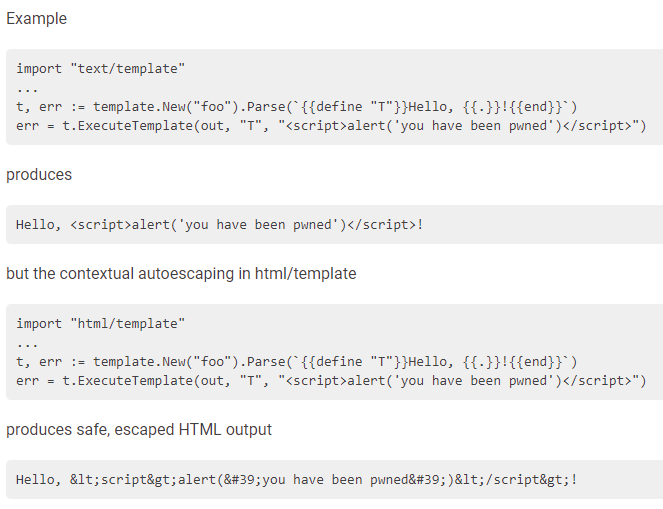 Example
import "text/template"
...
t, err := template.New("foo").Parse(`{{define "T"}}Hello, {{.}}!{{end}}`)
err = t.ExecuteTemplate(out, "T", "<script>alert('you have been pwned')</script>")
produces
Hello, <script>alert('you have been pwned')</script>!
but the contextual autoescaping in html/template
import "html/template"
...
t, err := template.New("foo").Parse(`{{define "T"}}Hello, {{.}}!{{end}}`)
err = t.ExecuteTemplate(out, "T", "<script>alert('you have been pwned')</script>")
produces safe, escaped HTML output
Hello, &lt;script&gt;alert(&#39;you have been pwned&#39;)&lt;/script&gt;!